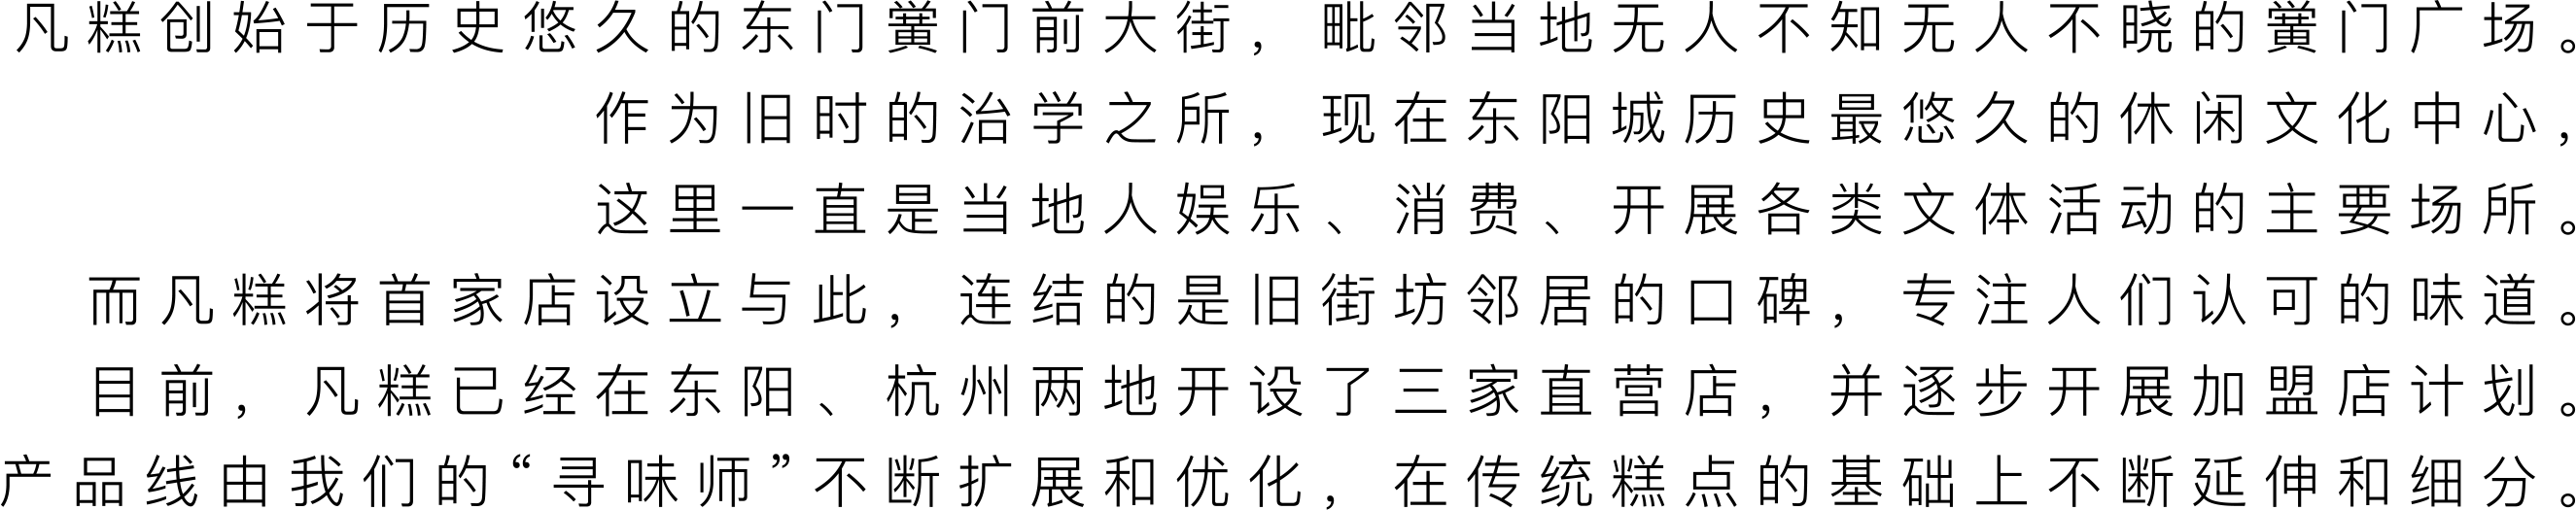 凡糕创始于历史悠久的东门黉门前大街，毗邻当地无人不知无人不晓的黉门广场。
作为旧时的治学之所，现在东阳城历史最悠久的休闲文化中心，
这里一直是当地人娱乐、消费、开展各类文体活动的主要场所。
而凡糕将首家店设立与此，连结的是旧街坊邻居的口碑，专注人们认可的味道。
目前，凡糕已经在东阳、杭州两地开设了三家直营店，并逐步开展加盟店计划。
产品线由我们的“寻味师”不断扩展和优化，在传统糕点的基础上不断延伸和细分。